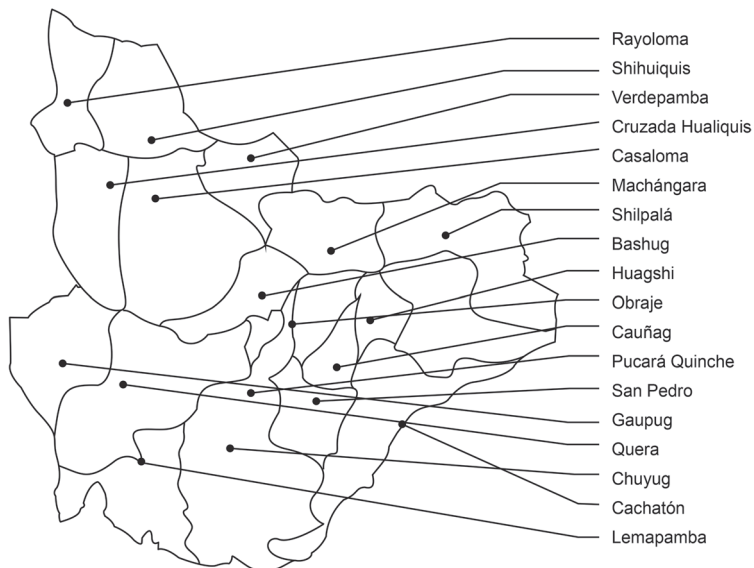 Rayoloma
Shihuiquis
Verdepamba
Cruzada Hualiquis
Casaloma
Machángara
Shilpalá
Bashug
Huagshi
Obraje
Cauñag
Pucará Quinche
San Pedro
Gaupug
Quera
Chuyug
Cachatón
Lemapamba